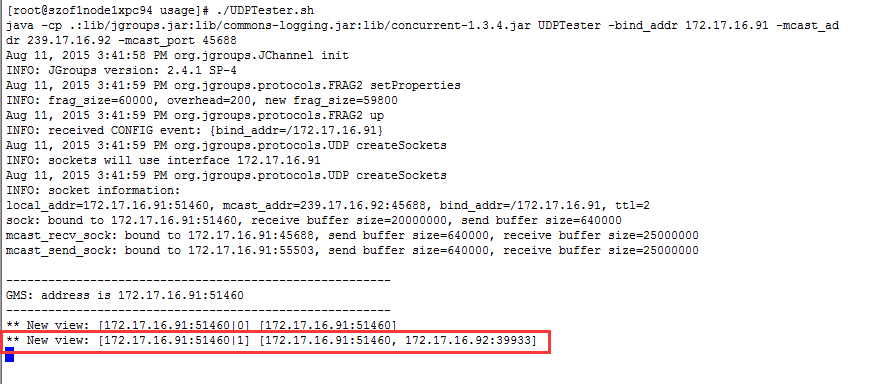 [root@szof1node1xpc94 usage]# ./UDPTester.sh
java -cp .:lib/jgroups.jar:lib/commons-logging.jar:lib/concurrent-1.3.4.jar UDPTester -bind_addr 172.17.16.91 -mcast_ad
dr 239.17.16.92 -mcast_port 45688
Aug 11, 2015 3:41:58 PM org.jgroups.JChannel init
INFO: JGroups version: 2.4.1 SP-4
Aug 11, 2015 3:41:59 PM org.jgroups.protocols.FRAG2 setProperties
INFO: frag_size=60000, overhead=200, new frag_size=59800
Aug 11, 2015 3:41:59 PM org.jgroups.protocols.FRAG2 up
INFO: received CONFIG event: {bind_addr=/172.17.16.91}
Aug 11, 2015 3:41:59 PM org.jgroups.protocols.UDP createSockets
INFO: sockets will use interface 172.17.16.91
Aug 11, 2015 3:41:59 PM org.jgroups.protocols.UDP createSockets
INFO: socket information:
local_addr=172.17.16.91:51460, mcast_addr=239.17.16.92:45688, bind_addr=/172.17.16.91, ttl=2
sock: bound to 172.17.16.91:51460, receive buffer size=20000000, send buffer size=640000
mcast_recv_sock: bound to 172.17.16.91:45688, send buffer size=640000, receive buffer size=25000000
mcast_send_sock: bound to 172.17.16.91:55503, send buffer size=640000, receive buffer size=25000000
-------------------------------------------------------
GMS: address is 172.17.16.91:51460
-------------------------------------------------------
** New view: [172.17.16.91:51460|0] [172.17.16.91:51460]
** New view: [172.17.16.91:51460|1] [172.17.16.91:51460, 172.17.16.92:39933]